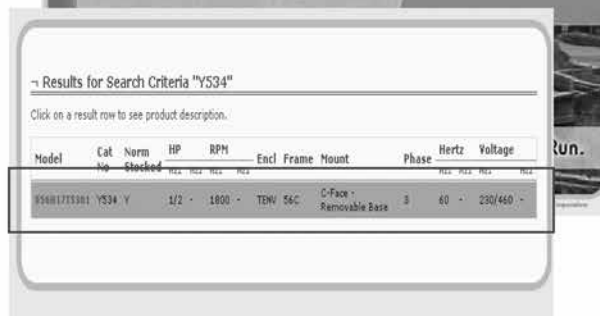 ¬ Results for Search Criteria "Y534"
Click on a result row to see product description.
Model Cat No Norm Stocked HP RPM Encl Frame Mount Phase Hertz Voltage
Y534 Y 1/2 - 1800 - TENV 56C C-Face - Removable Base 3 60 - 230/460 -
Run.